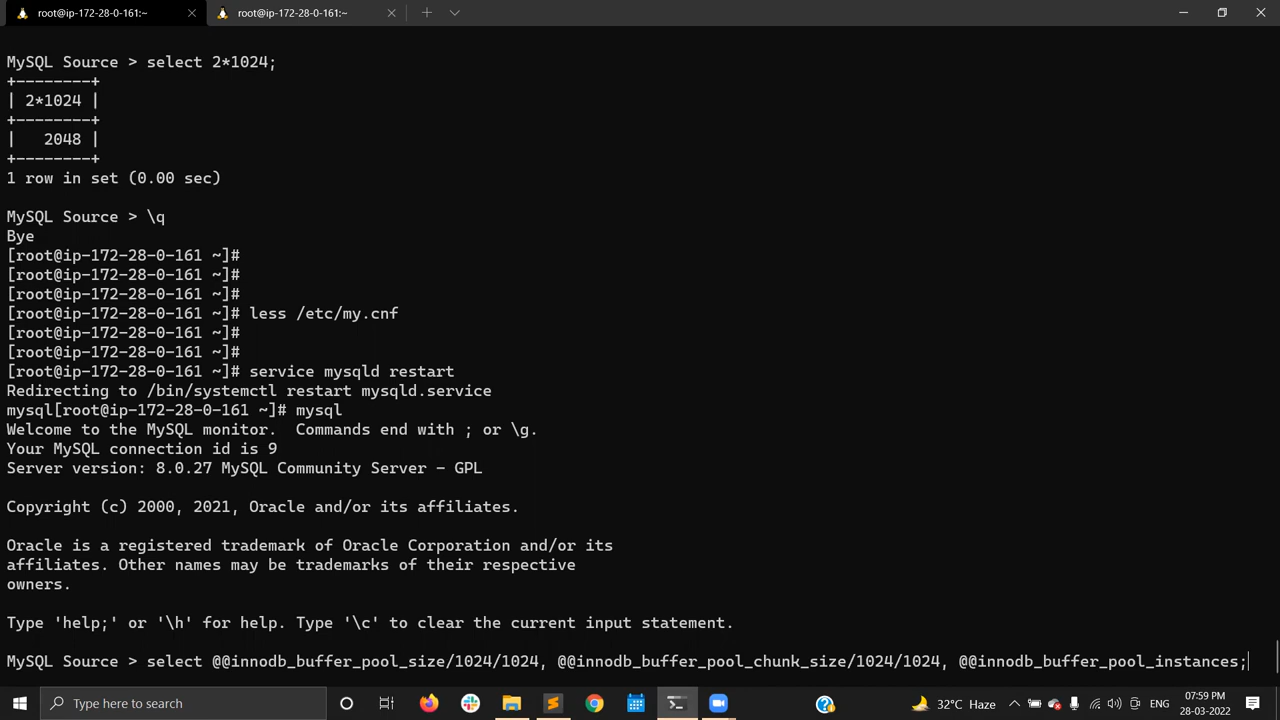 root@ip-172-28-0-161:~
root@ip-172-28-0-161:~
MySQL Source > select 2*1024;
+--------+
| 2*1024 |
+--------+
|   2048 |
+--------+
1 row in set (0.00 sec)
MySQL Source > \q
Bye
[root@ip-172-28-0-161 ~]#
[root@ip-172-28-0-161 ~]#
[root@ip-172-28-0-161 ~]#
[root@ip-172-28-0-161 ~]# less /etc/my.cnf
[root@ip-172-28-0-161 ~]#
[root@ip-172-28-0-161 ~]#
[root@ip-172-28-0-161 ~]# service mysqld restart
Redirecting to /bin/systemctl restart mysqld.service
mysql[root@ip-172-28-0-161 ~]# mysql
Welcome to the MySQL monitor.  Commands end with ; or \g.
Your MySQL connection id is 9
Server version: 8.0.27 MySQL Community Server - GPL
Copyright (c) 2000, 2021, Oracle and/or its affiliates.
Oracle is a registered trademark of Oracle Corporation and/or its
affiliates. Other names may be trademarks of their respective
owners.
Type 'help;' or '\h' for help. Type '\c' to clear the current input statement.
MySQL Source > select @@innodb_buffer_pool_size/1024/1024, @@innodb_buffer_pool_chunk_size/1024/1024, @@innodb_buffer_pool_instances;
Type here to search
32°C Haze
ENG
07:59 PM
28-03-2022